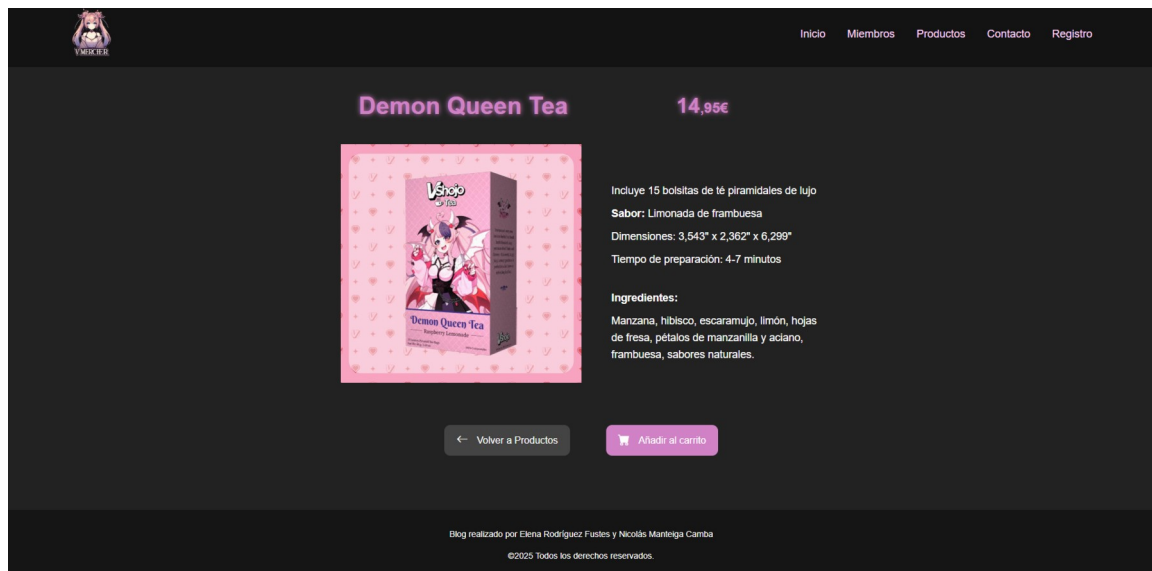 VMERCIER
Inicio Miembros Productos Contacto Registro
Demon Queen Tea
14,95€
Vshojo
Tea
Demon Queen Tea
Raspberry Lemonade
Incluye 15 bolsitas de té piramidales de lujo
Sabor: Limonada de frambuesa
Dimensiones: 3,543" x 2,362" x 6,299"
Tiempo de preparación: 4-7 minutos
Ingredientes:
Manzana, hibisco, escaramujo, limón, hojas
de fresa, pétalos de manzanilla y aciano,
frambuesa, sabores naturales.
Volver a Productos
Añadir al carrito
Blog realizado por Elena Rodríguez Fustes y Nicolás Manteiga Camba
©2025 Todos los derechos reservados.